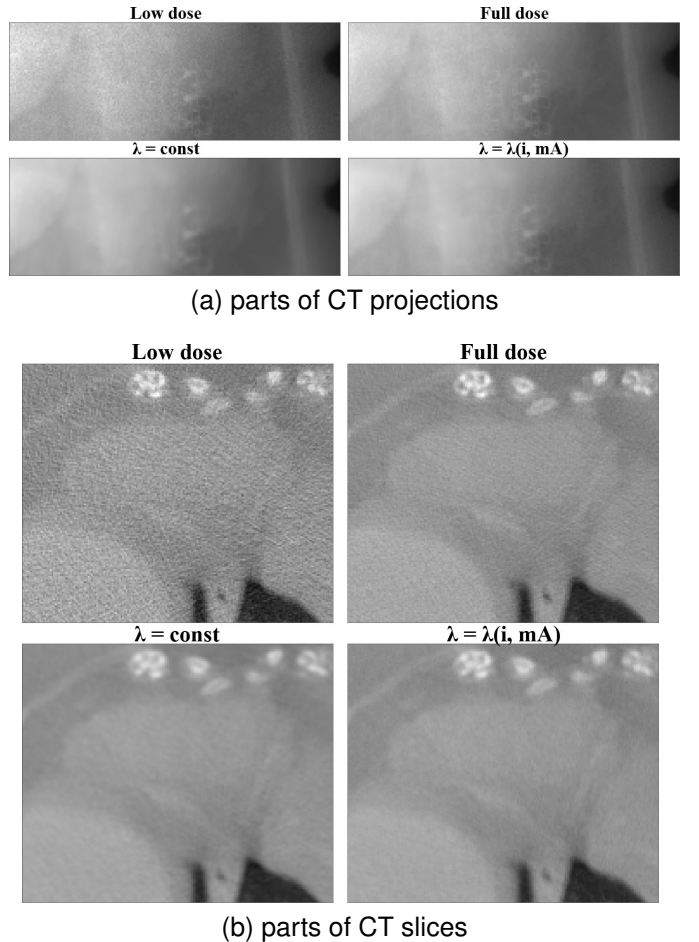 Low dose Full dose
λ = const λ = λ(i, mA)
(a) parts of CT projections
Low dose Full dose
λ = const λ = λ(i, mA)
(b) parts of CT slices